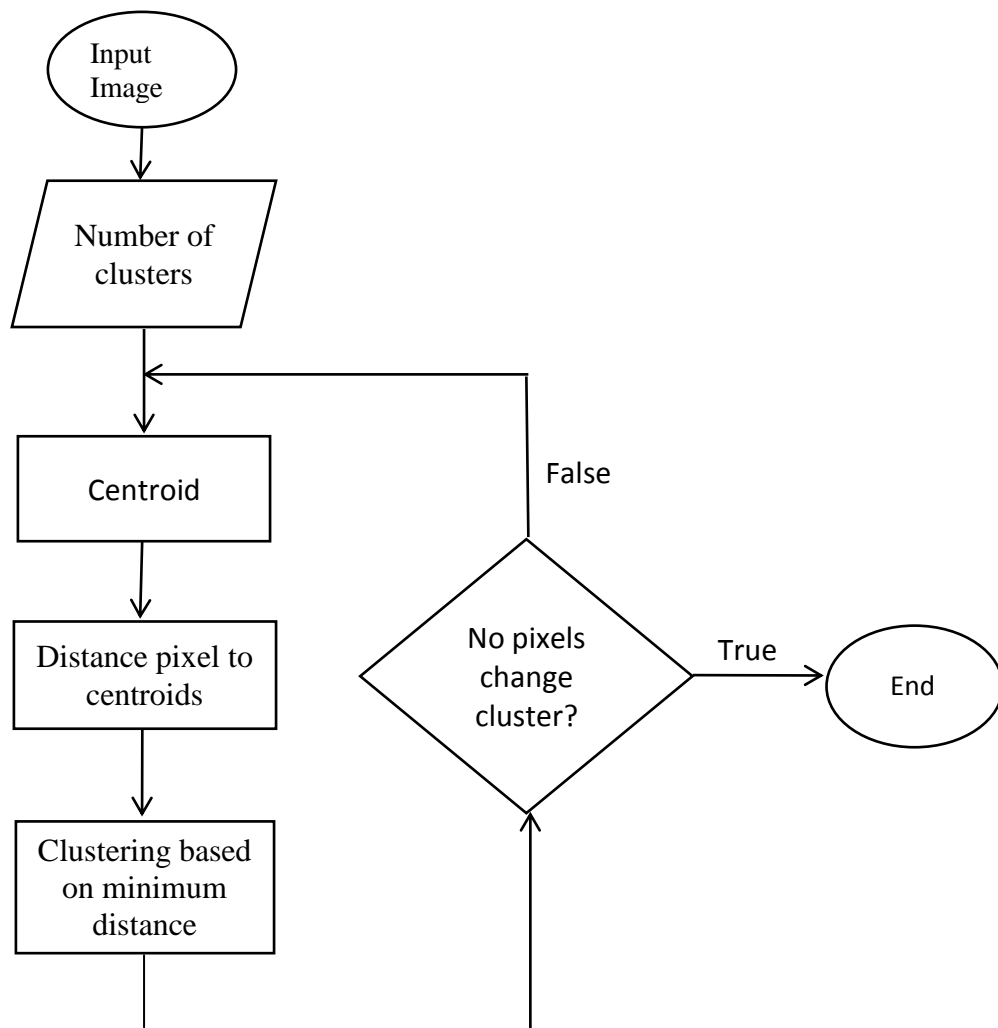 Input
Image
Number of
clusters
Centroid
False
Distance pixel to
centroids
No pixels
change
cluster?
True
End
Clustering based
on minimum
distance